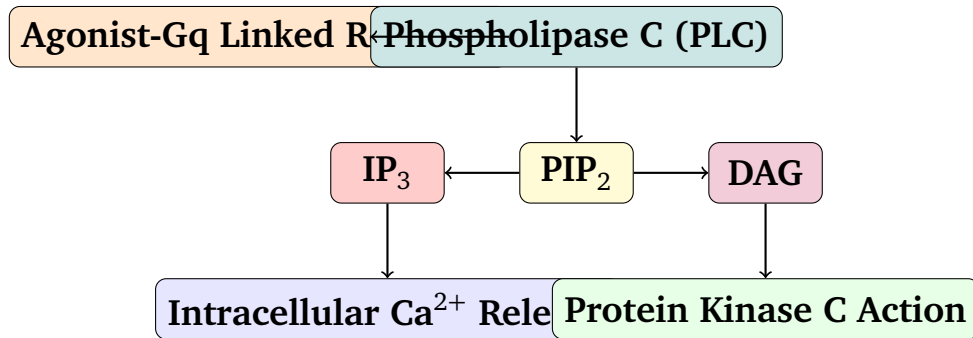 Agonist-Gq Linked R
Phospholipase C (PLC)
IP₃
PIP₂
DAG
Intracellular Ca²⁺ Rele
Protein Kinase C Action